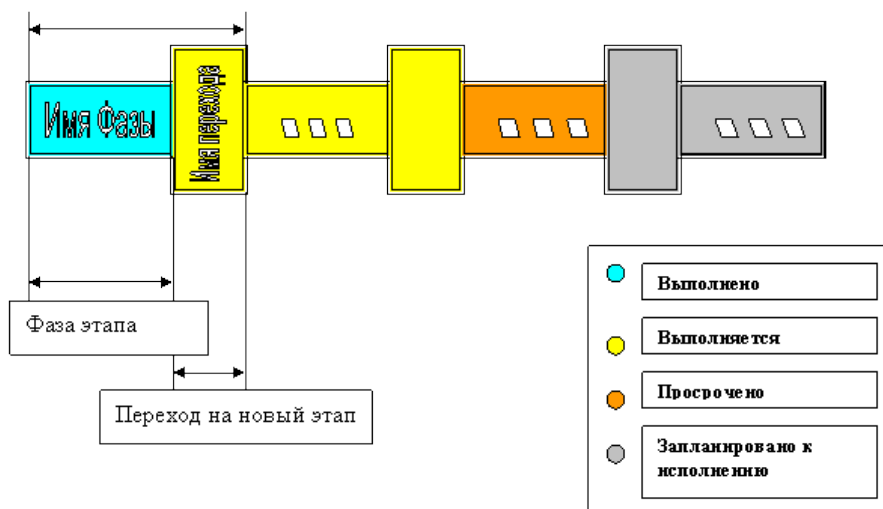 Имя Фазы
Имя перехода
Фаза этапа
Переход на новый этап
Выполнено
Выполняется
Просрочено
Запланировано к
исполнению